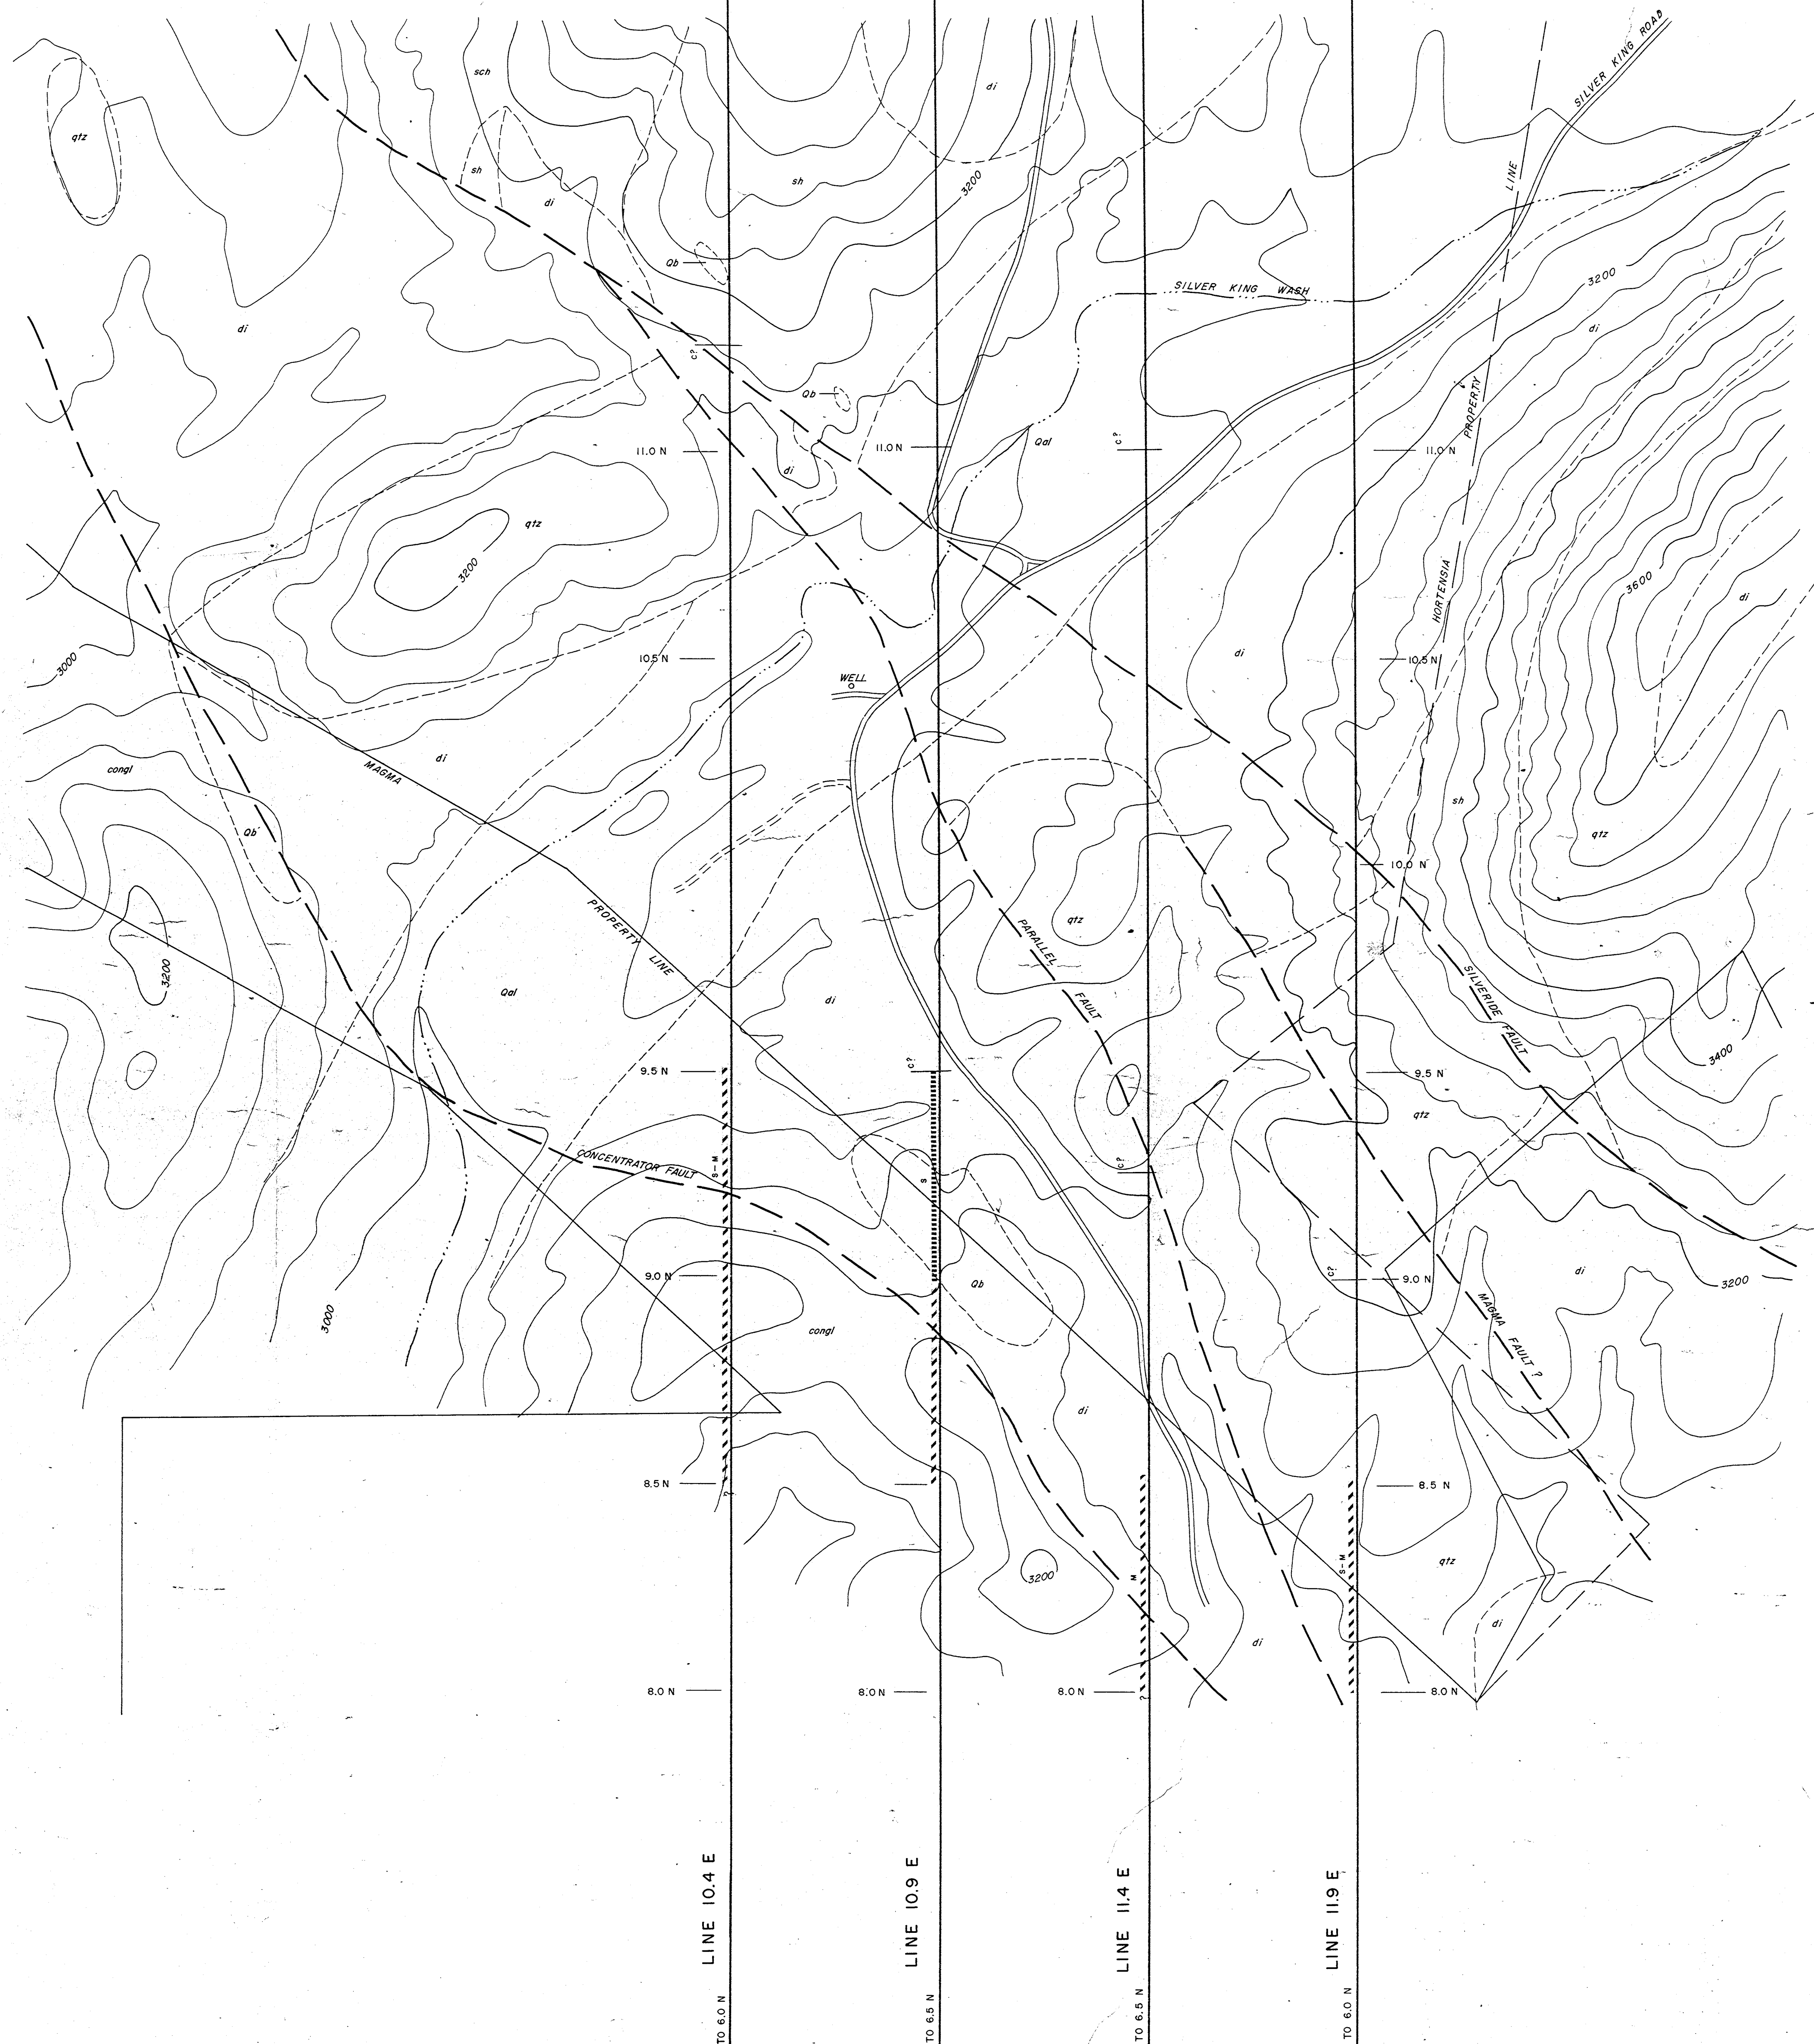 SILVER KING ROAD
sch
di
qtz
LINE
sh
sh
di
3200
Qb
3200
SILVER KING WASH
di
di
C?
PROPERTY
Qb
C?
Qal
11.0 N
11.0 N
11.0 N
di
qtz
3200
3600
HORTENSIA
di
3000
10.5 N
di
10.5 N
WELL
di
congl
MAGMA
sh
Qb
qtz
10.0 N
PROPERTY
qtz
PARALLEL
LINE
3200
SILVERIDE FAULT
Qal
di
FAULT
3400
9.5 N
C?
9.5 N
qtz
CONCENTRATOR FAULT
S-M
S
C?
9.0 N
Qb
C?
9.0 N
di
3200
3000
congl
MAGMA FAULT ?
di
8.5 N
?
8.5 N
3200
M
S-M
qtz
di
di
8.0 N
8.0 N
8.0 N
?
8.0 N
LINE 10.4 E
LINE 10.9 E
LINE 11.4 E
LINE 11.9 E
TO 6.0 N
TO 6.5 N
TO 6.5 N
TO 6.0 N